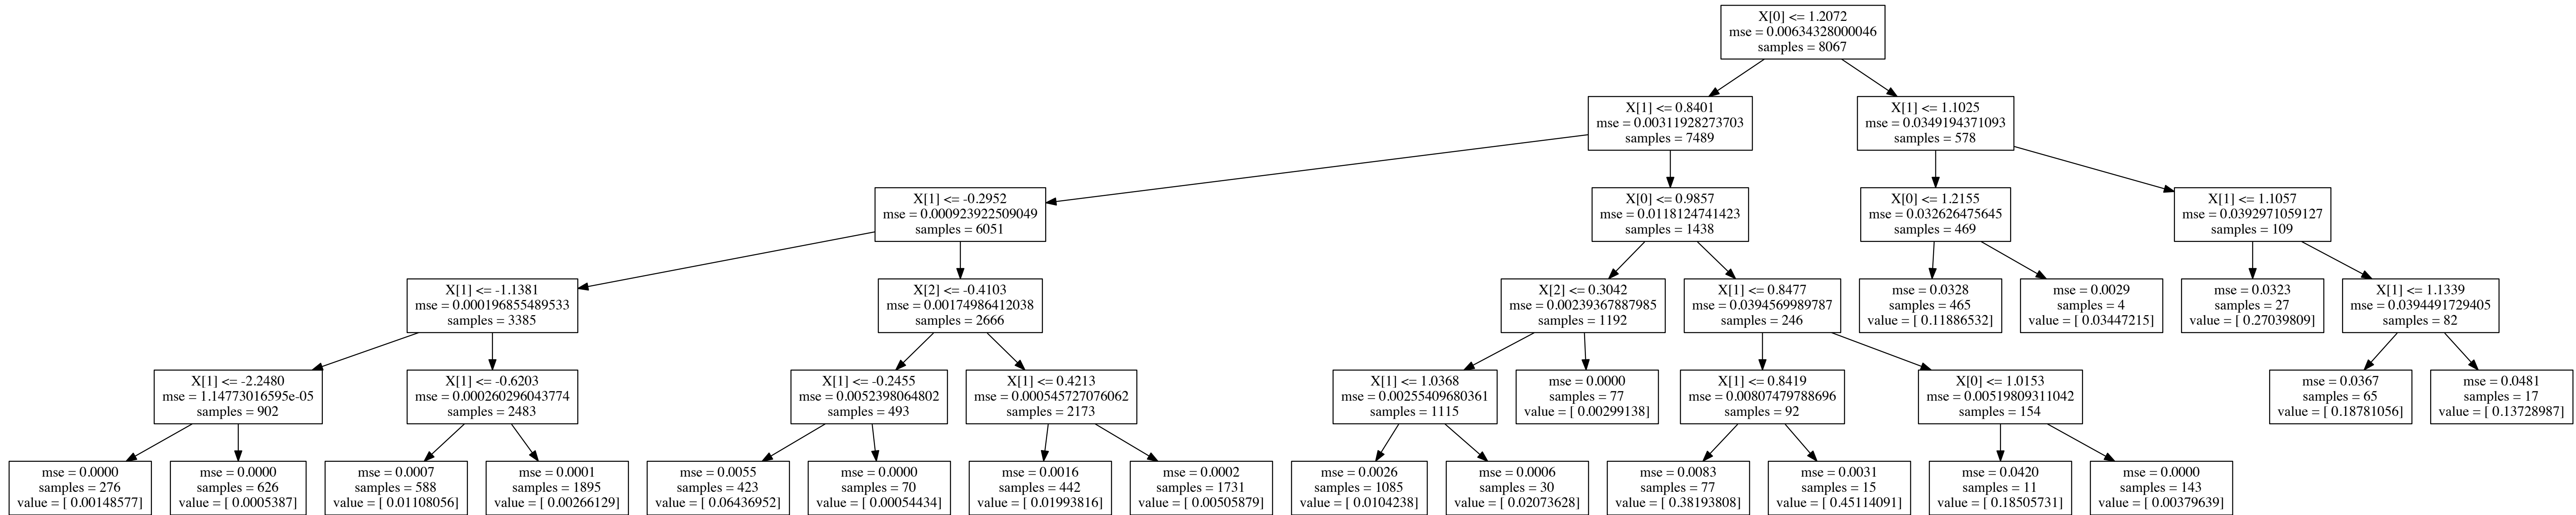 X[0] <= 1.2072
mse = 0.00634328000046
samples = 8067
X[1] <= 0.8401
mse = 0.00311928273703
samples = 7489
X[1] <= 1.1025
mse = 0.0349194371093
samples = 578
X[1] <= -0.2952
mse = 0.000923922509049
samples = 6051
X[0] <= 0.9857
mse = 0.0118124741423
samples = 1438
X[0] <= 1.2155
mse = 0.032626475645
samples = 469
X[1] <= 1.1057
mse = 0.0392971059127
samples = 109
X[1] <= -1.1381
mse = 0.000196855489533
samples = 3385
X[2] <= -0.4103
mse = 0.00174986412038
samples = 2666
X[2] <= 0.3042
mse = 0.00239367887985
samples = 1192
X[1] <= 0.8477
mse = 0.0394569989787
samples = 246
mse = 0.0328
samples = 465
value = [ 0.11886532]
mse = 0.0029
samples = 4
value = [ 0.03447215]
mse = 0.0323
samples = 27
value = [ 0.27039809]
X[1] <= 1.1339
mse = 0.0394491729405
samples = 82
X[1] <= -2.2480
mse = 1.14773016595e-05
samples = 902
X[1] <= -0.6203
mse = 0.000260296043774
samples = 2483
X[1] <= -0.2455
mse = 0.0052398064802
samples = 493
X[1] <= 0.4213
mse = 0.000545727076062
samples = 2173
X[1] <= 1.0368
mse = 0.00255409680361
samples = 1115
mse = 0.0000
samples = 77
value = [ 0.00299138]
X[1] <= 0.8419
mse = 0.00807479788696
samples = 92
X[0] <= 1.0153
mse = 0.00519809311042
samples = 154
mse = 0.0367
samples = 65
value = [ 0.18781056]
mse = 0.0481
samples = 17
value = [ 0.13728987]
mse = 0.0000
samples = 276
value = [ 0.00148577]
mse = 0.0000
samples = 626
value = [ 0.0005387]
mse = 0.0007
samples = 588
value = [ 0.01108056]
mse = 0.0001
samples = 1895
value = [ 0.00266129]
mse = 0.0055
samples = 423
value = [ 0.06436952]
mse = 0.0000
samples = 70
value = [ 0.00054434]
mse = 0.0016
samples = 442
value = [ 0.01993816]
mse = 0.0002
samples = 1731
value = [ 0.00505879]
mse = 0.0026
samples = 1085
value = [ 0.0104238]
mse = 0.0006
samples = 30
value = [ 0.02073628]
mse = 0.0083
samples = 77
value = [ 0.38193808]
mse = 0.0031
samples = 15
value = [ 0.45114091]
mse = 0.0420
samples = 11
value = [ 0.18505731]
mse = 0.0000
samples = 143
value = [ 0.00379639]